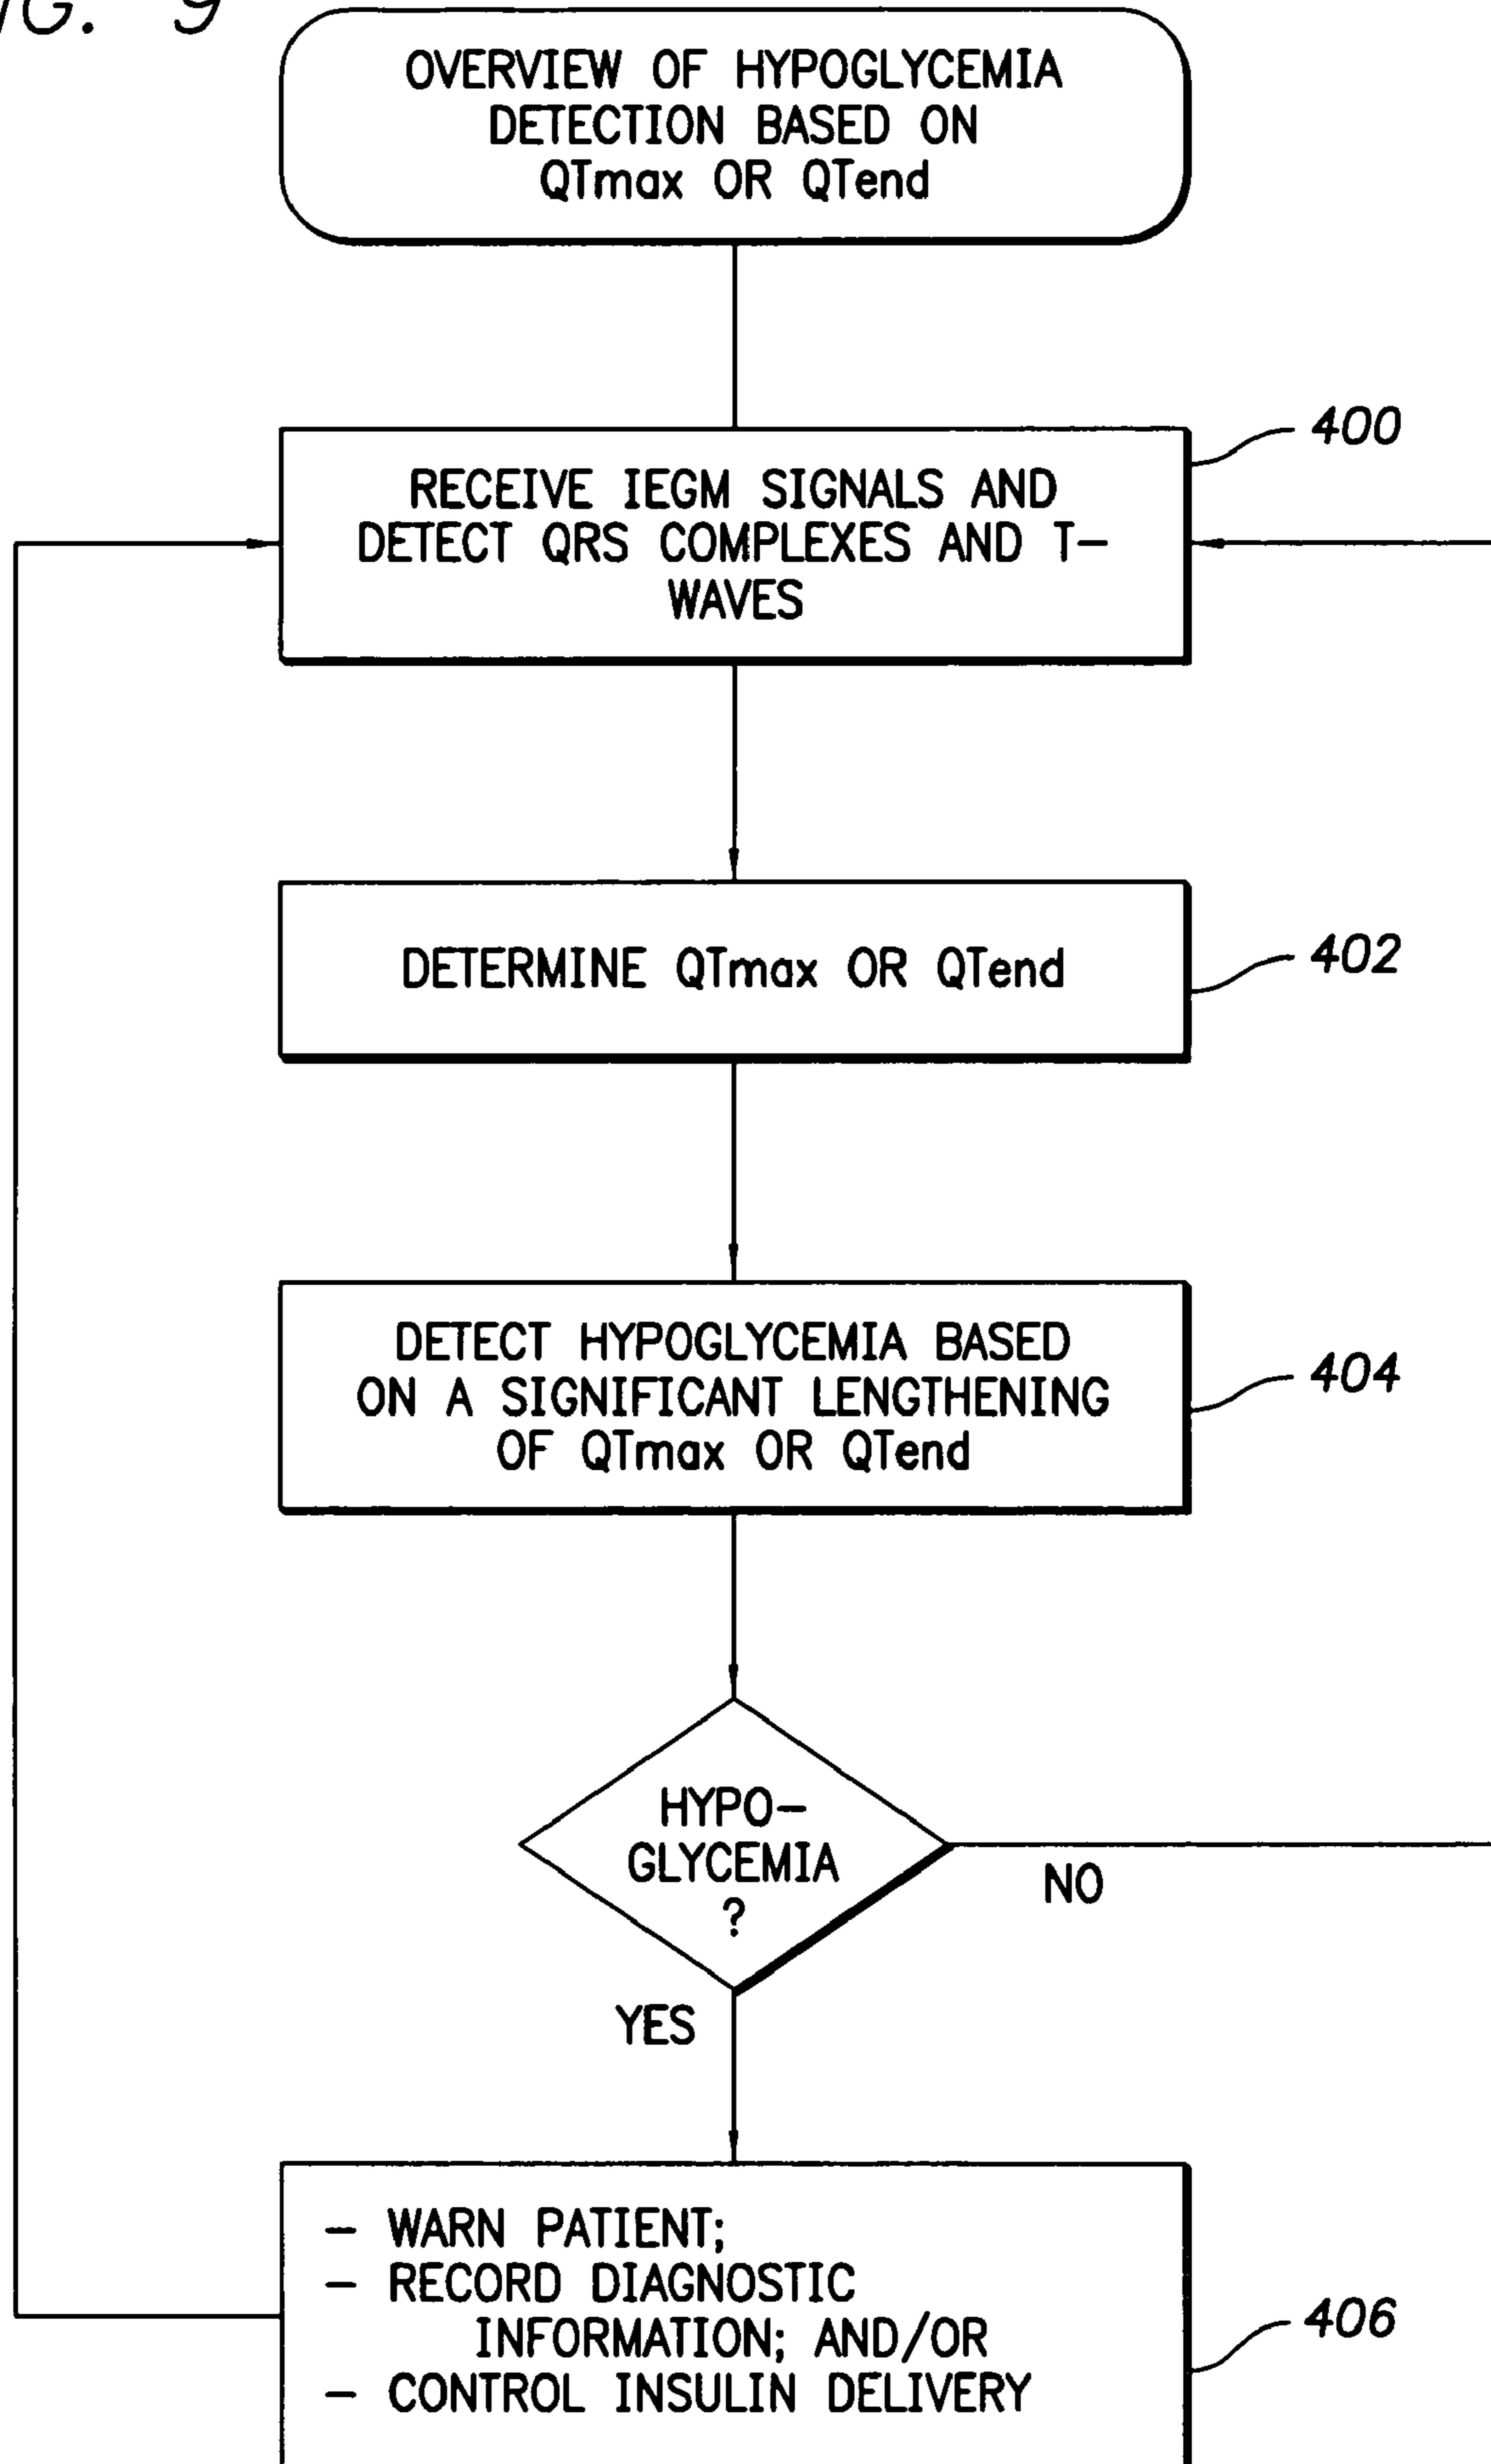 G. 9
OVERVIEW OF HYPOGLYCEMIA
DETECTION BASED ON
QTmax OR QTend
400
RECEIVE IEGM SIGNALS AND
DETECT QRS COMPLEXES AND T-
WAVES
402
DETERMINE QTmax OR QTend
404
DETECT HYPOGLYCEMIA BASED
ON A SIGNIFICANT LENGTHENING
OF QTmax OR QTend
HYPO-
GLYCEMIA
?
NO
YES
406
- WARN PATIENT;
- RECORD DIAGNOSTIC
INFORMATION; AND/OR
- CONTROL INSULIN DELIVERY